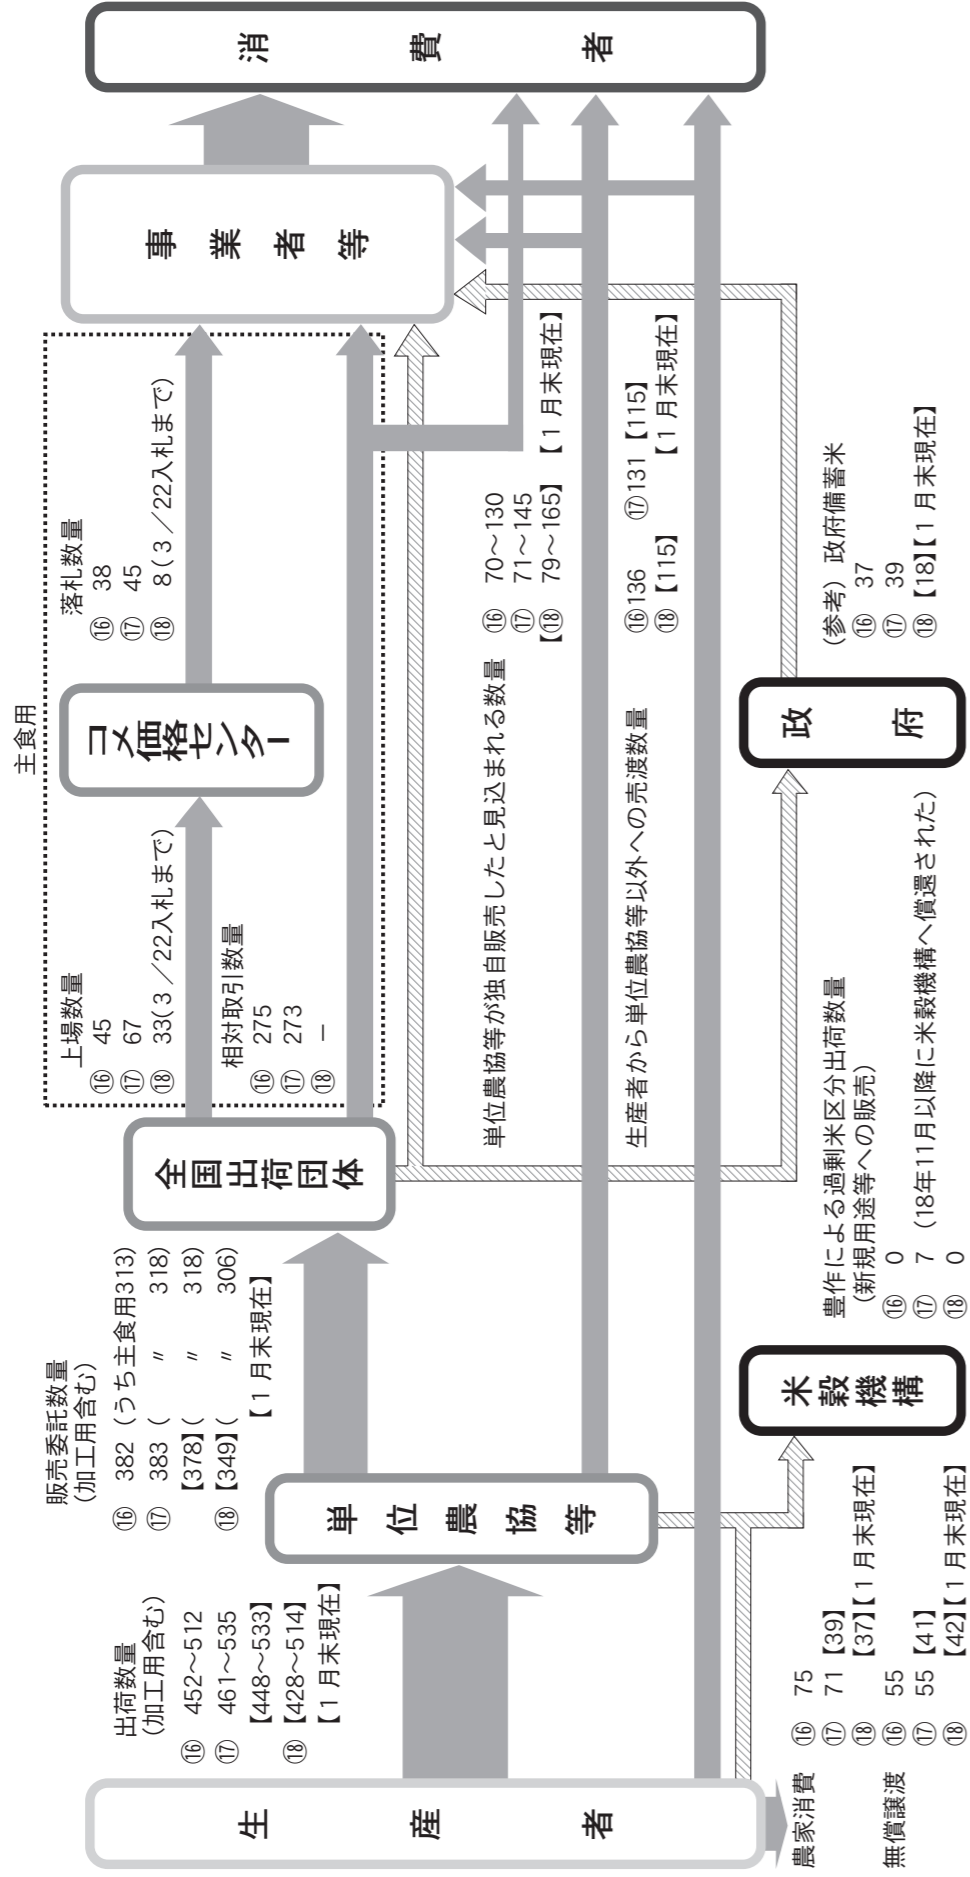 主食用
生産者
出荷数量
(加工用含む)
⑯ 452～512
⑰ 461～535
【448～533】
⑱【428～514】
【1月末現在】
単位農協等
販売委託数量
(加工用含む)
⑯ 382(うち主食用313)
⑰ 383( 〃 318)
【378】( 〃 318)
⑱【349】( 〃 306)
【1月末現在】
全国出荷団体
上場数量
⑯ 45
⑰ 67
⑱ 33(3/22入札まで)
相対取引数量
⑯ 275
⑰ 273
⑱ －
コメ価格センター
落札数量
⑯ 38
⑰ 45
⑱ 8(3/22入札まで)
事業者等
消費者
単位農協等が独自販売したと見込まれる数量
⑯ 70～130
⑰ 71～145
【⑱ 79～165】【1月末現在】
生産者から単位農協等以外への売渡数量
⑯136 ⑰131【115】
⑱【115】 【1月末現在】
農家消費
⑯ 75
⑰ 71【39】
⑱ 【37】【1月末現在】
無償譲渡
⑯ 55
⑰ 55【41】
⑱ 【42】【1月末現在】
米穀機構
豊作による過剰米区分出荷数量
(新規用途等への販売)
⑯ 0
⑰ 7 (18年11月以降に米穀機構へ償還された)
⑱ 0
政府
(参考) 政府備蓄米
⑯ 37
⑰ 39
⑱【18】【1月末現在】